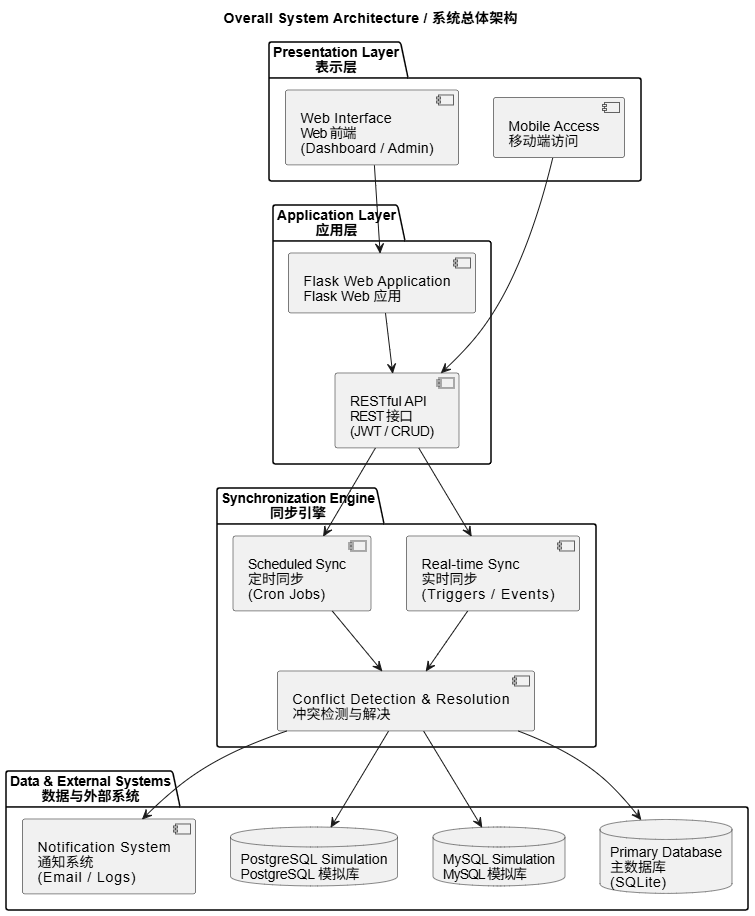 Overall System Architecture / 系统总体架构
Presentation Layer
表示层
Web Interface
Web 前端
(Dashboard / Admin)
Mobile Access
移动端访问
Application Layer
应用层
Flask Web Application
Flask Web 应用
RESTful API
REST 接口
(JWT / CRUD)
Synchronization Engine
同步引擎
Scheduled Sync
定时同步
(Cron Jobs)
Real-time Sync
实时同步
(Triggers / Events)
Conflict Detection & Resolution
冲突检测与解决
Data & External Systems
数据与外部系统
Notification System
通知系统
(Email / Logs)
PostgreSQL Simulation
PostgreSQL 模拟库
MySQL Simulation
MySQL 模拟库
Primary Database
主数据库
(SQLite)